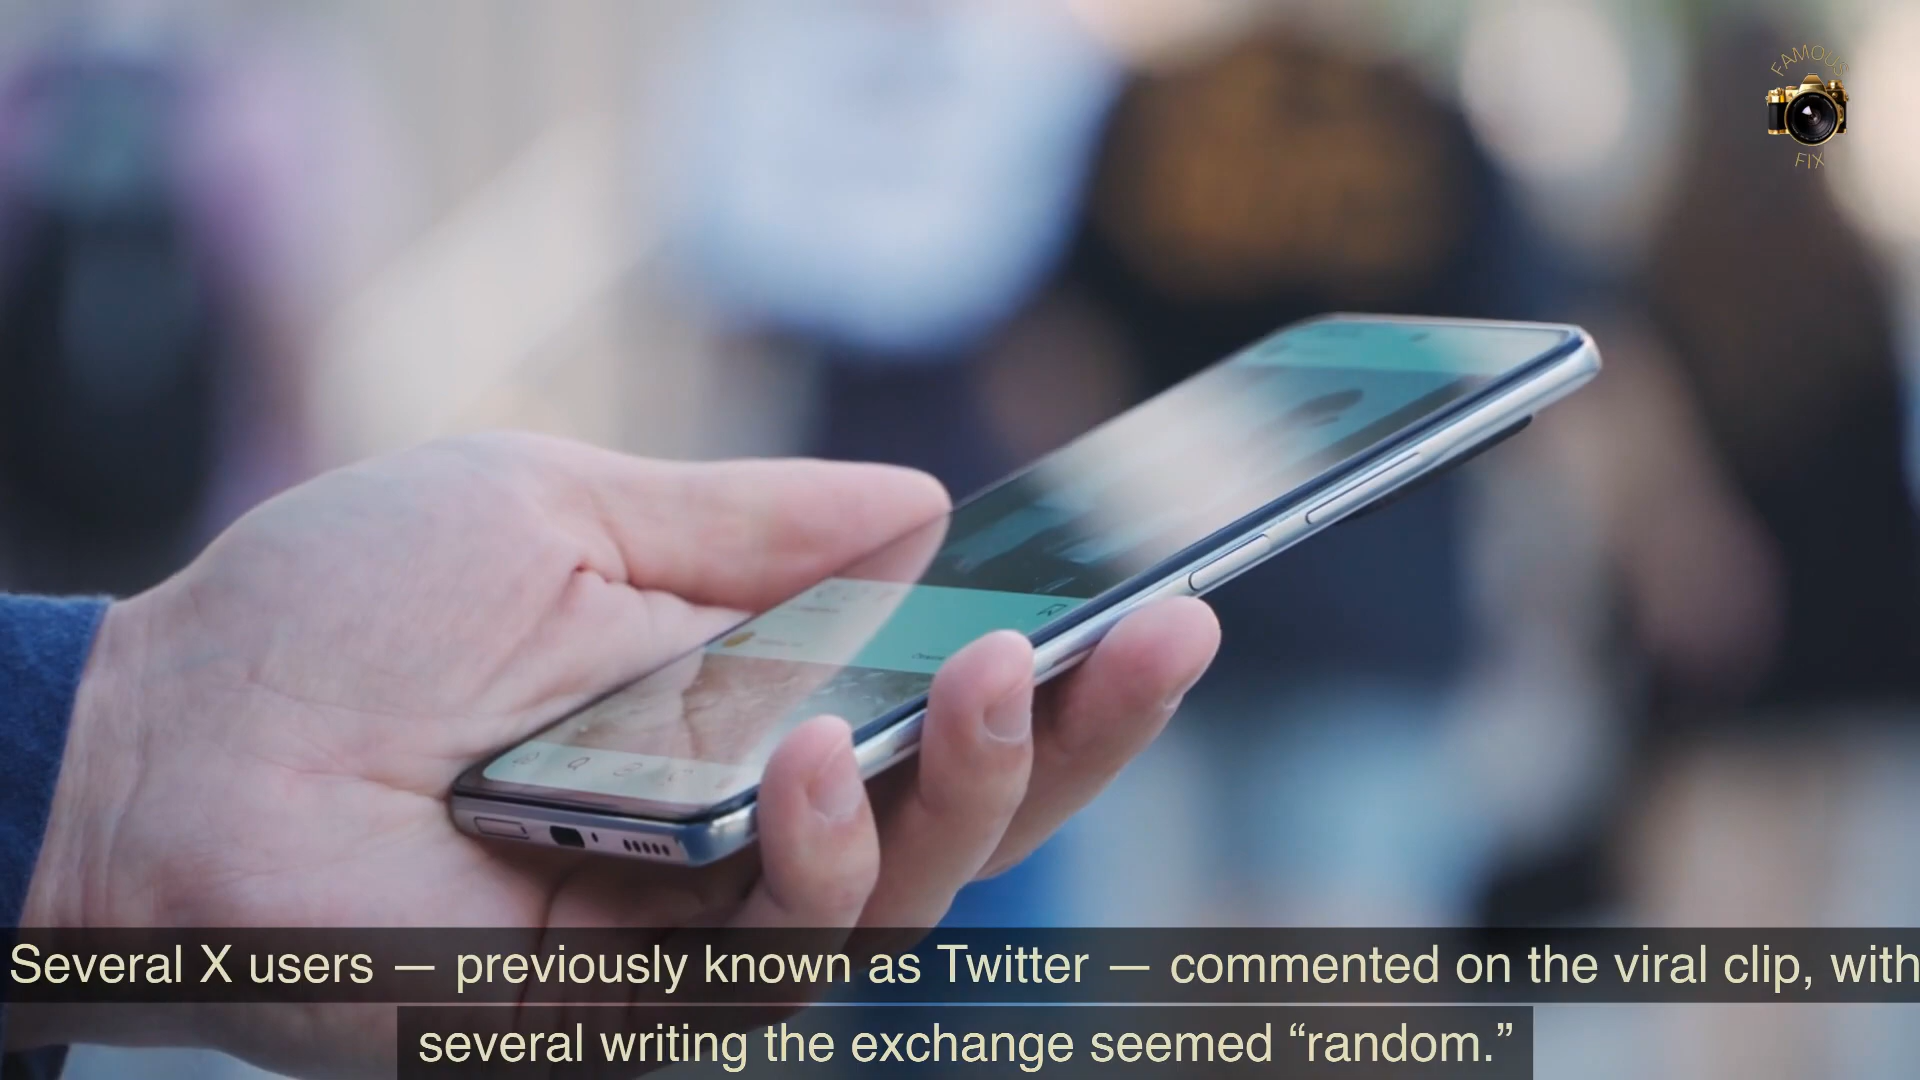 FAMOUS
FIX
Several X users — previously known as Twitter — commented on the viral clip, with
several writing the exchange seemed “random.”